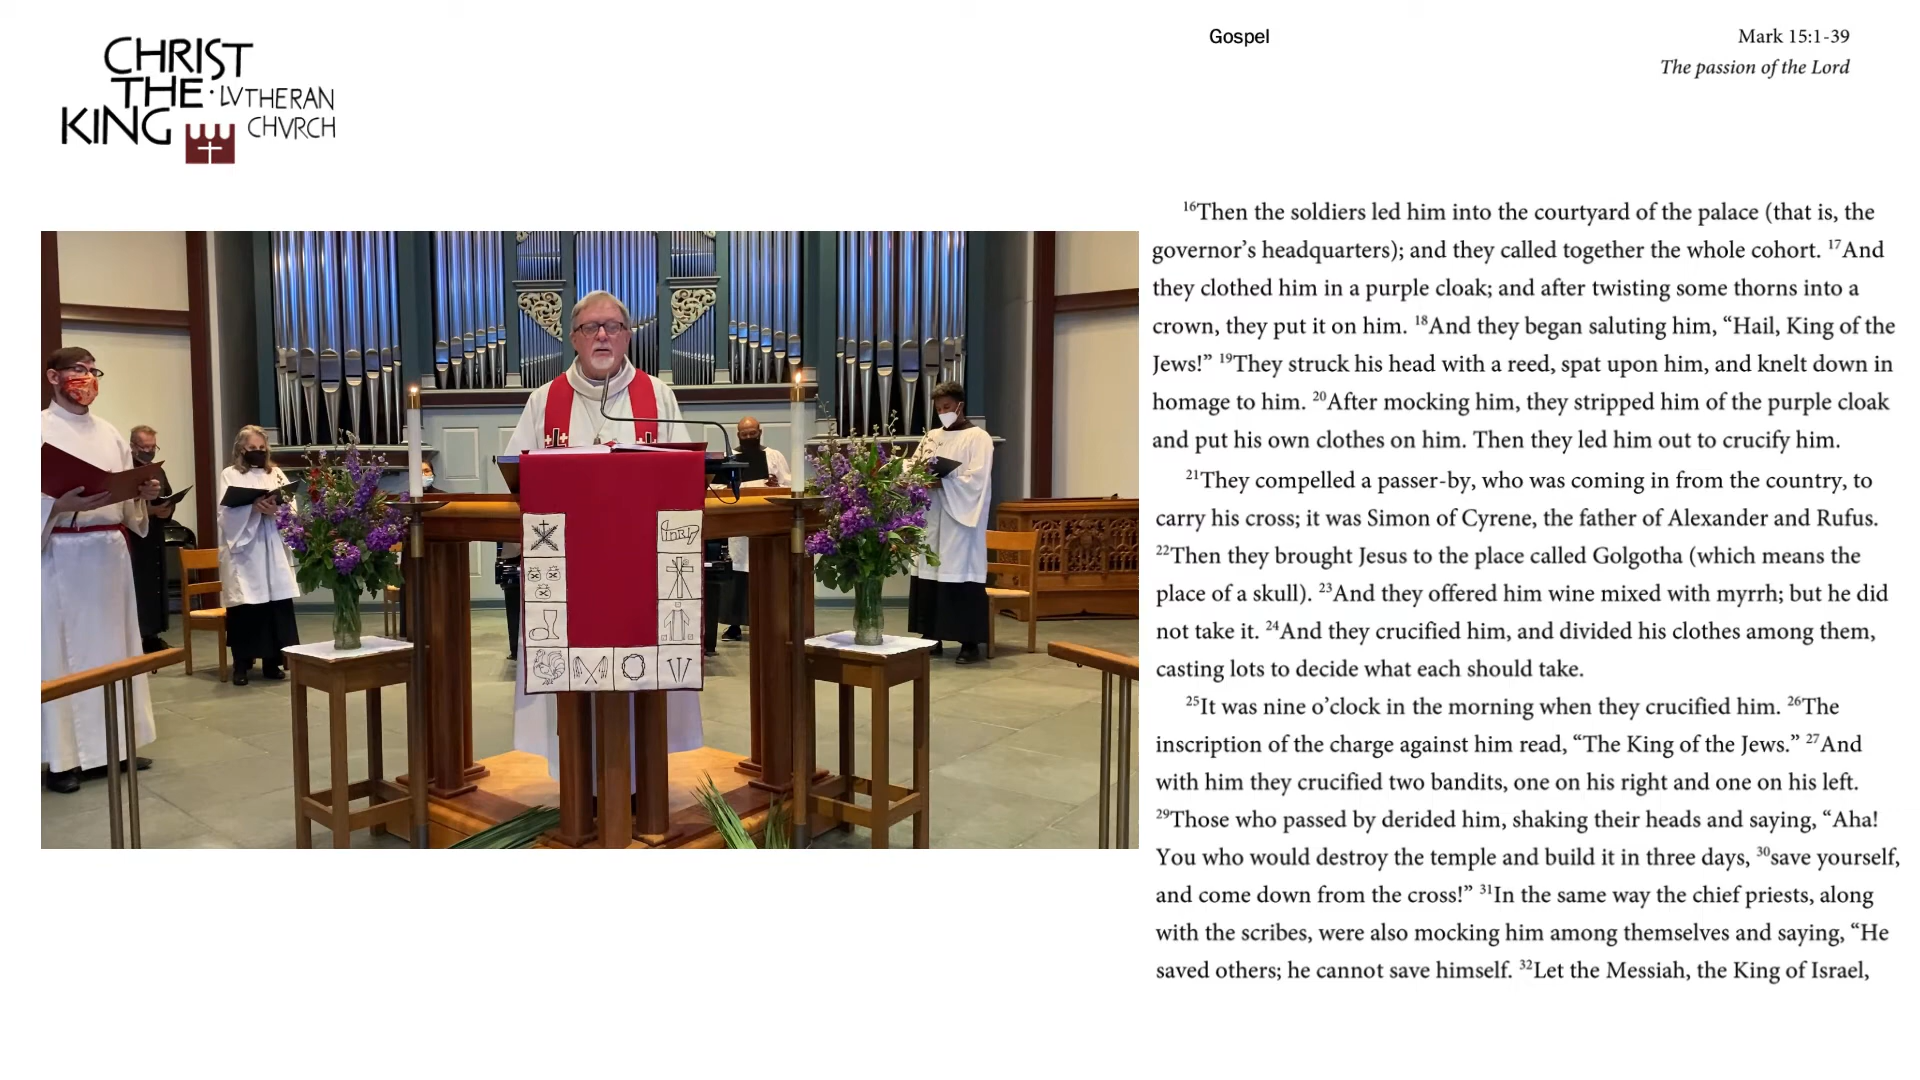 CHRIST
THE · LVTHERAN
KING CHVRCH
Gospel
Mark 15:1-39
The passion of the Lord
16Then the soldiers led him into the courtyard of the palace (that is, the
governor’s headquarters); and they called together the whole cohort. 17And
they clothed him in a purple cloak; and after twisting some thorns into a
crown, they put it on him. 18And they began saluting him, “Hail, King of the
Jews!” 19They struck his head with a reed, spat upon him, and knelt down in
homage to him. 20After mocking him, they stripped him of the purple cloak
and put his own clothes on him. Then they led him out to crucify him.
21They compelled a passer-by, who was coming in from the country, to
carry his cross; it was Simon of Cyrene, the father of Alexander and Rufus.
22Then they brought Jesus to the place called Golgotha (which means the
place of a skull). 23And they offered him wine mixed with myrrh; but he did
not take it. 24And they crucified him, and divided his clothes among them,
casting lots to decide what each should take.
25It was nine o’clock in the morning when they crucified him. 26The
inscription of the charge against him read, “The King of the Jews.” 27And
with him they crucified two bandits, one on his right and one on his left.
29Those who passed by derided him, shaking their heads and saying, “Aha!
You who would destroy the temple and build it in three days, 30save yourself,
and come down from the cross!” 31In the same way the chief priests, along
with the scribes, were also mocking him among themselves and saying, “He
saved others; he cannot save himself. 32Let the Messiah, the King of Israel,
INRI